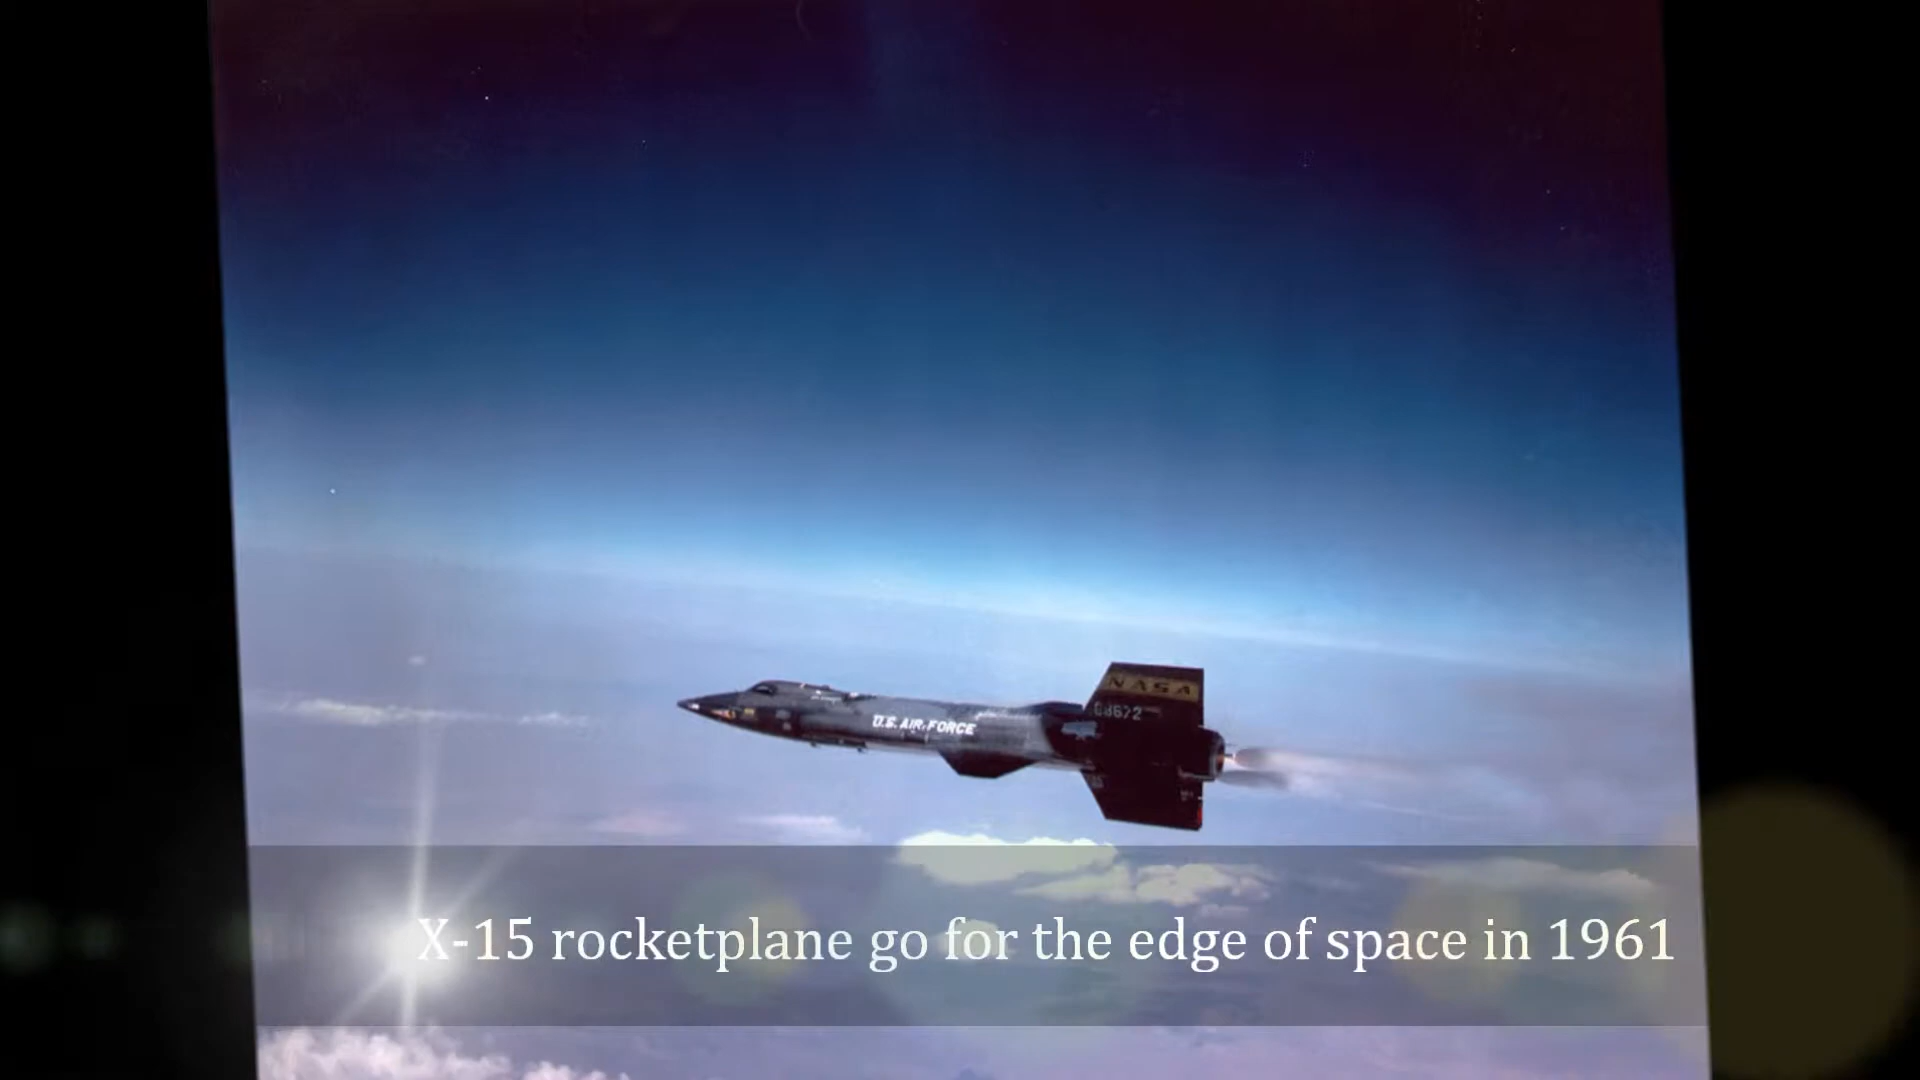 NASA
U.S. AIR FORCE
X-15 rocketplane go for the edge of space in 1961